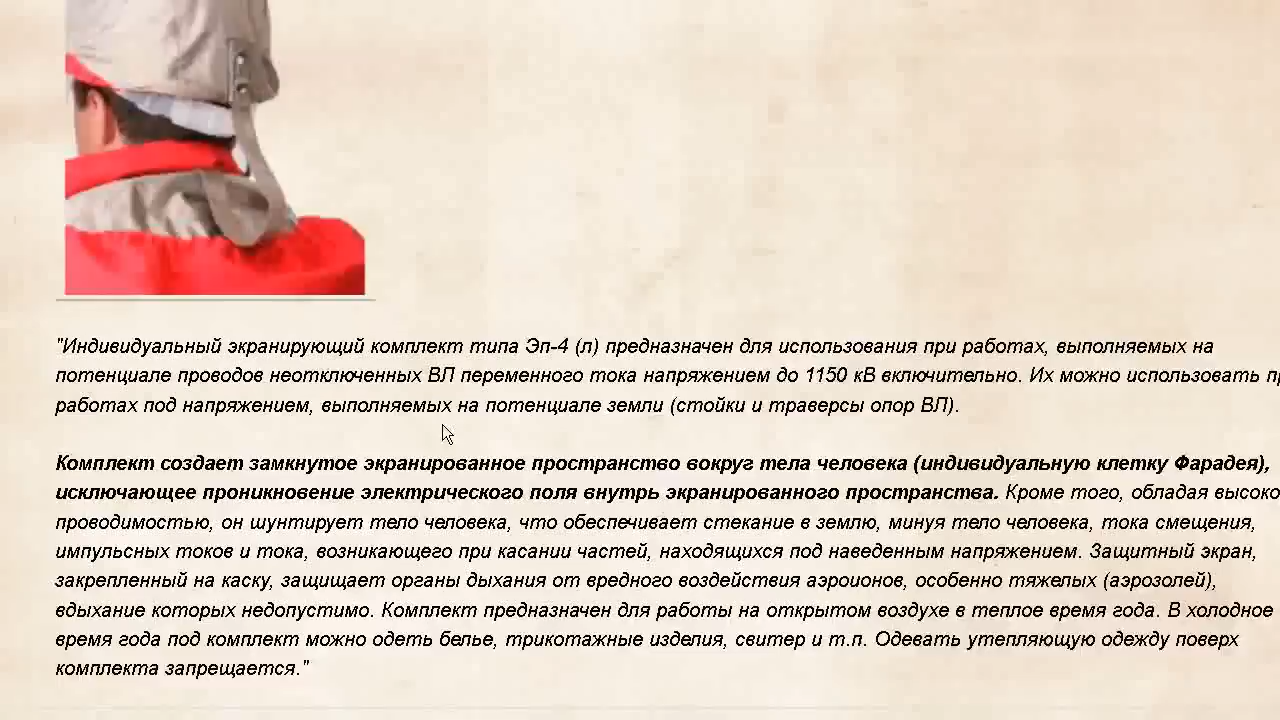 "Индивидуальный экранирующий комплект типа Эп-4 (л) предназначен для использования при работах, выполняемых на
потенциале проводов неотключенных ВЛ переменного тока напряжением до 1150 кВ включительно. Их можно использовать
работах под напряжением, выполняемых на потенциале земли (стойки и траверсы опор ВЛ).
Комплект создает замкнутое экранированное пространство вокруг тела человека (индивидуальную клетку Фарадея),
исключающее проникновение электрического поля внутрь экранированного пространства. Кроме того, обладая
проводимостью, он шунтирует тело человека, что обеспечивает стекание в землю, минуя тело человека, тока смещения,
импульсных токов и тока, возникающего при касании частей, находящихся под наведенным напряжением. Защитный экран,
закрепленный на каску, защищает органы дыхания от вредного воздействия аэроионов, особенно тяжелых (аэрозолей),
вдыхание которых недопустимо. Комплект предназначен для работы на открытом воздухе в теплое время года. В холодное
время года под комплект можно одеть белье, трикотажные изделия, свитер и т.п. Одевать утепляющую одежду поверх
комплекта запрещается."